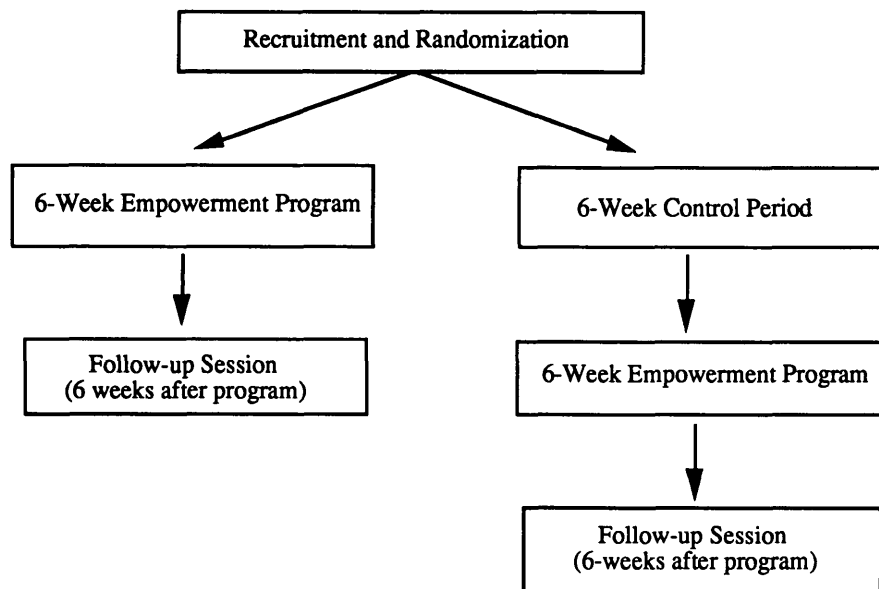 Recruitment and Randomization
6-Week Empowerment Program
6-Week Control Period
Follow-up Session
(6 weeks after program)
6-Week Empowerment Program
Follow-up Session
(6-weeks after program)